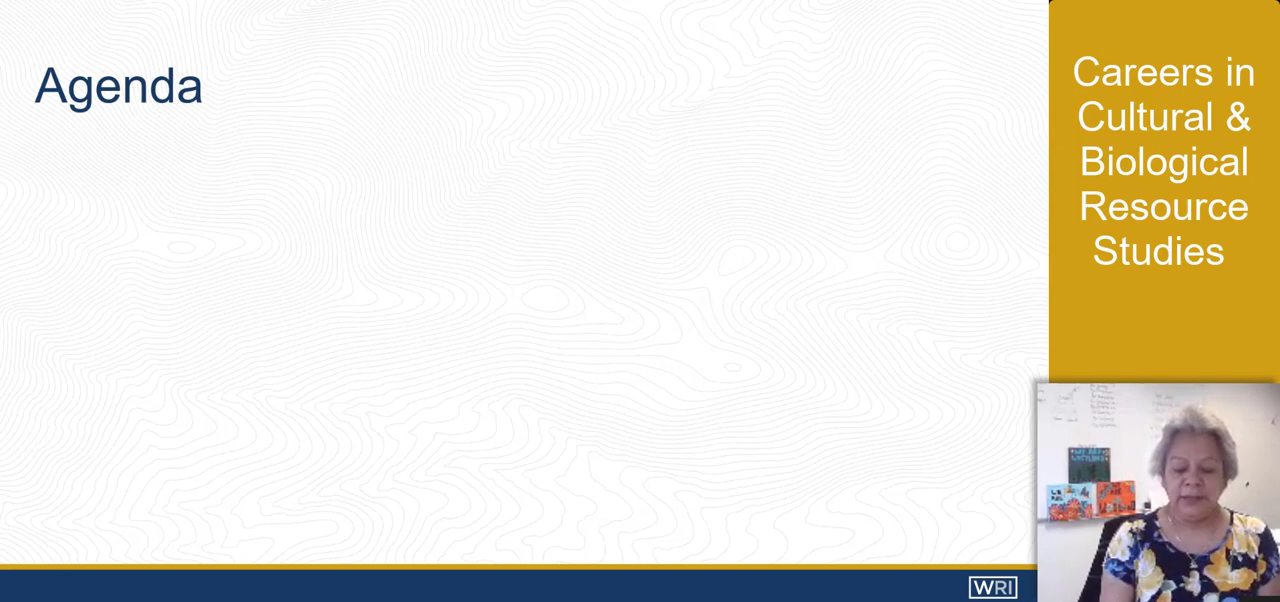 Agenda
Careers in
Cultural &
Biological
Resource
Studies
WRI